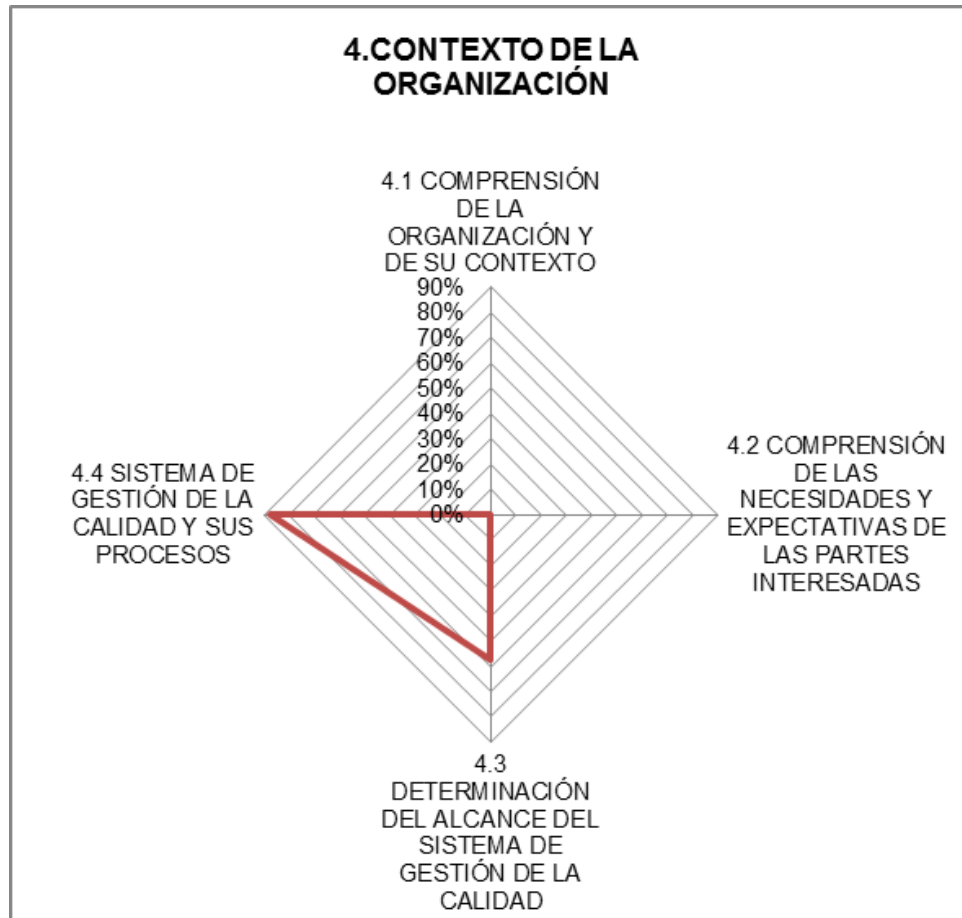 4.CONTEXTO DE LA
ORGANIZACIÓN
4.1 COMPRENSIÓN
DE LA
ORGANIZACIÓN Y
DE SU CONTEXTO
90%
80%
70%
60%
50%
40%
30%
20%
10%
0%
4.2 COMPRENSIÓN
DE LAS
NECESIDADES Y
EXPECTATIVAS DE
LAS PARTES
INTERESADAS
4.3
DETERMINACIÓN
DEL ALCANCE DEL
SISTEMA DE
GESTIÓN DE LA
CALIDAD
4.4 SISTEMA DE
GESTIÓN DE LA
CALIDAD Y SUS
PROCESOS